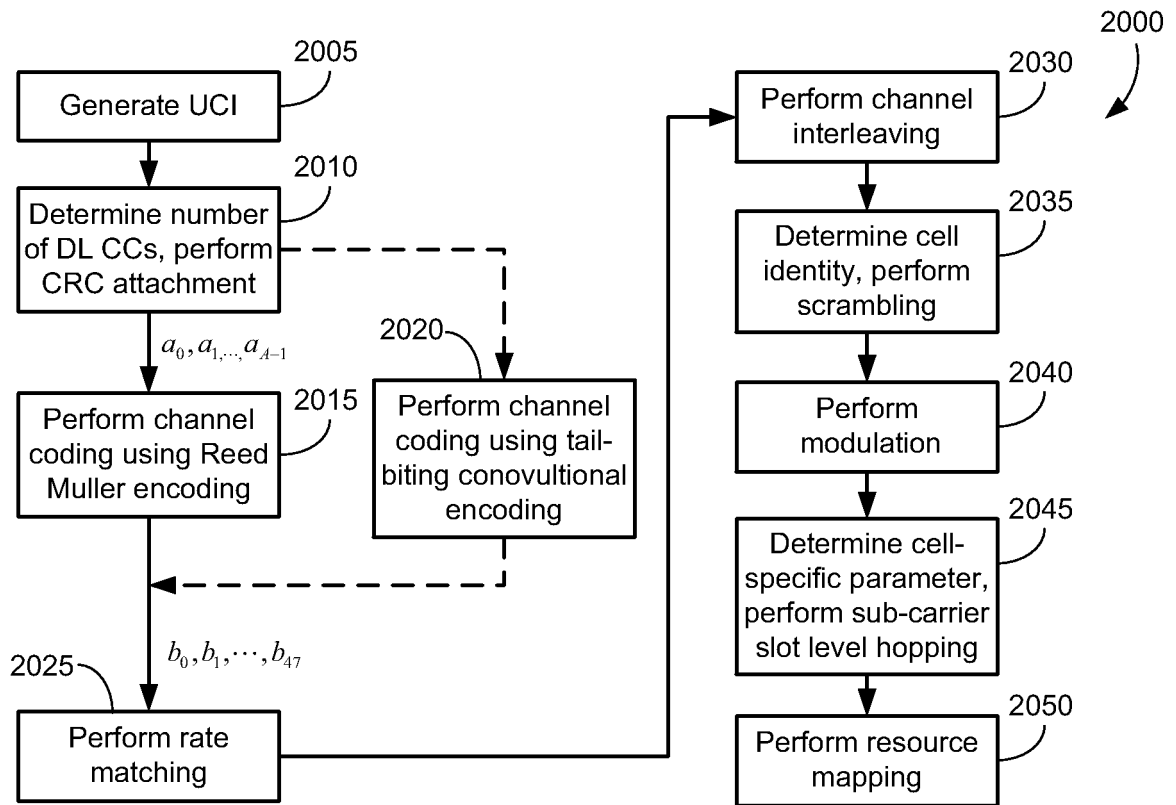 2000
2005
Generate UCI
2010
Determine number
of DL CCs, perform
CRC attachment
a₀, a₁,...,a_{A−1}
2015
Perform channel
coding using Reed
Muller encoding
2020
Perform channel
coding using tail-
biting conovultional
encoding
b₀, b₁, ⋯, b₄₇
2025
Perform rate
matching
2030
Perform channel
interleaving
2035
Determine cell
identity, perform
scrambling
2040
Perform
modulation
2045
Determine cell-
specific parameter,
perform sub-carrier
slot level hopping
2050
Perform resource
mapping